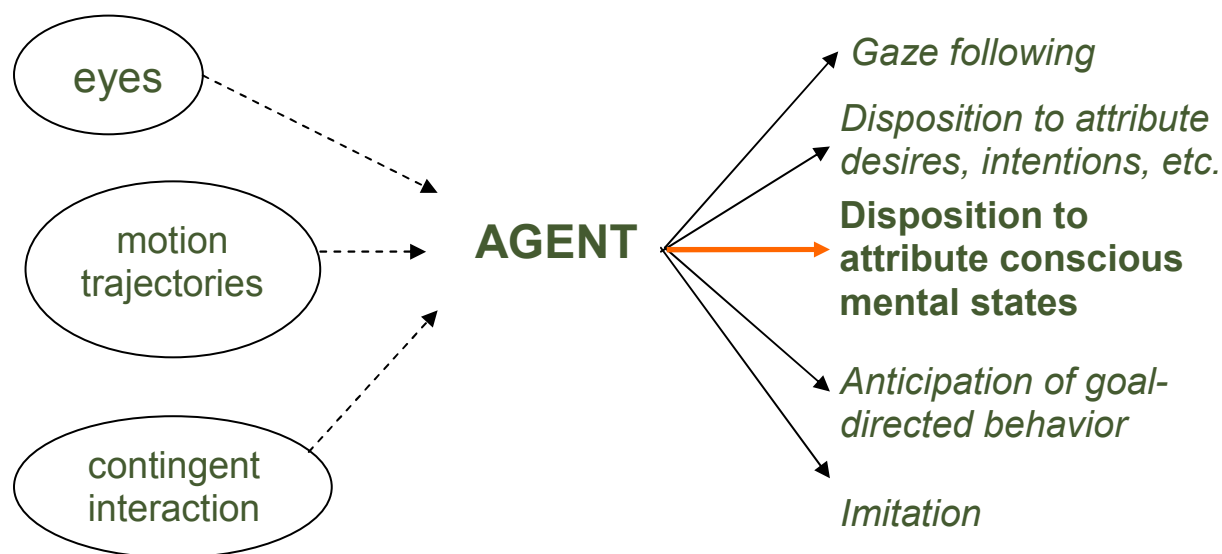 eyes
motion
trajectories
contingent
interaction
AGENT
Gaze following
Disposition to attribute
desires, intentions, etc.
Disposition to
attribute conscious
mental states
Anticipation of goal-
directed behavior
Imitation